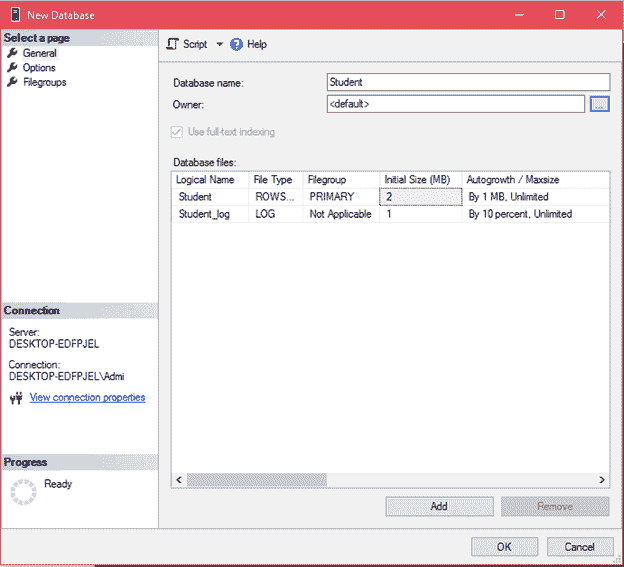 New Database
Select a page
General
Options
Filegroups
Script Help
Database name: Student
Owner: <default> ...
Use full-text indexing
Database files:
Logical Name File Type Filegroup Initial Size (MB) Autogrowth / Maxsize
Student ROWS... PRIMARY 2 By 1 MB, Unlimited
Student_log LOG Not Applicable 1 By 10 percent, Unlimited
Connection
Server:
DESKTOP-EDFPJEL
Connection:
DESKTOP-EDFPJEL\Admi
View connection properties
Progress
Ready
Add Remove
OK Cancel